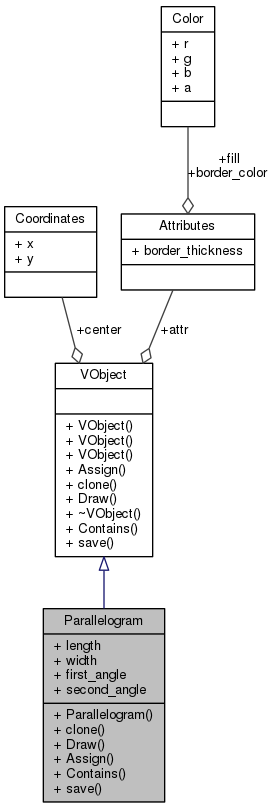 Color
+ r
+ g
+ b
+ a
+fill
+border_color
Coordinates
+ x
+ y
Attributes
+ border_thickness
+center
+attr
VObject
+ VObject()
+ VObject()
+ VObject()
+ Assign()
+ clone()
+ Draw()
+ ~VObject()
+ Contains()
+ save()
Parallelogram
+ length
+ width
+ first_angle
+ second_angle
+ Parallelogram()
+ clone()
+ Draw()
+ Assign()
+ Contains()
+ save()